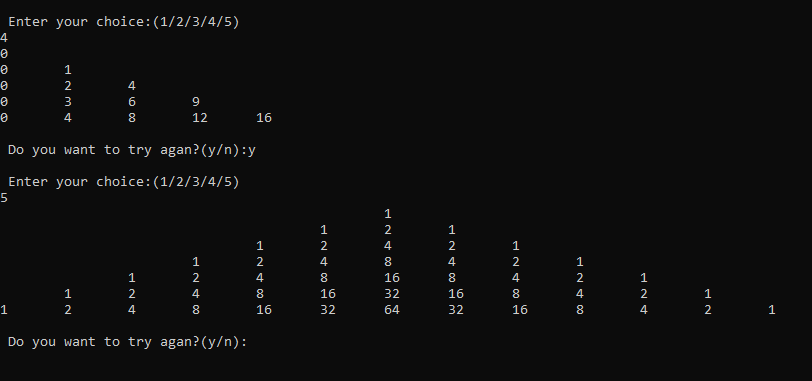 Enter your choice:(1/2/3/4/5)
4
0
0 1
0 2 4
0 3 6 9
0 4 8 12 16
Do you want to try agan?(y/n):y
Enter your choice:(1/2/3/4/5)
5
1
1 2 1
1 2 4 2 1
1 2 4 8 4 2 1
1 2 4 8 16 8 4 2 1
1 2 4 8 16 32 16 8 4 2 1
1 2 4 8 16 32 64 32 16 8 4 2 1
Do you want to try agan?(y/n):